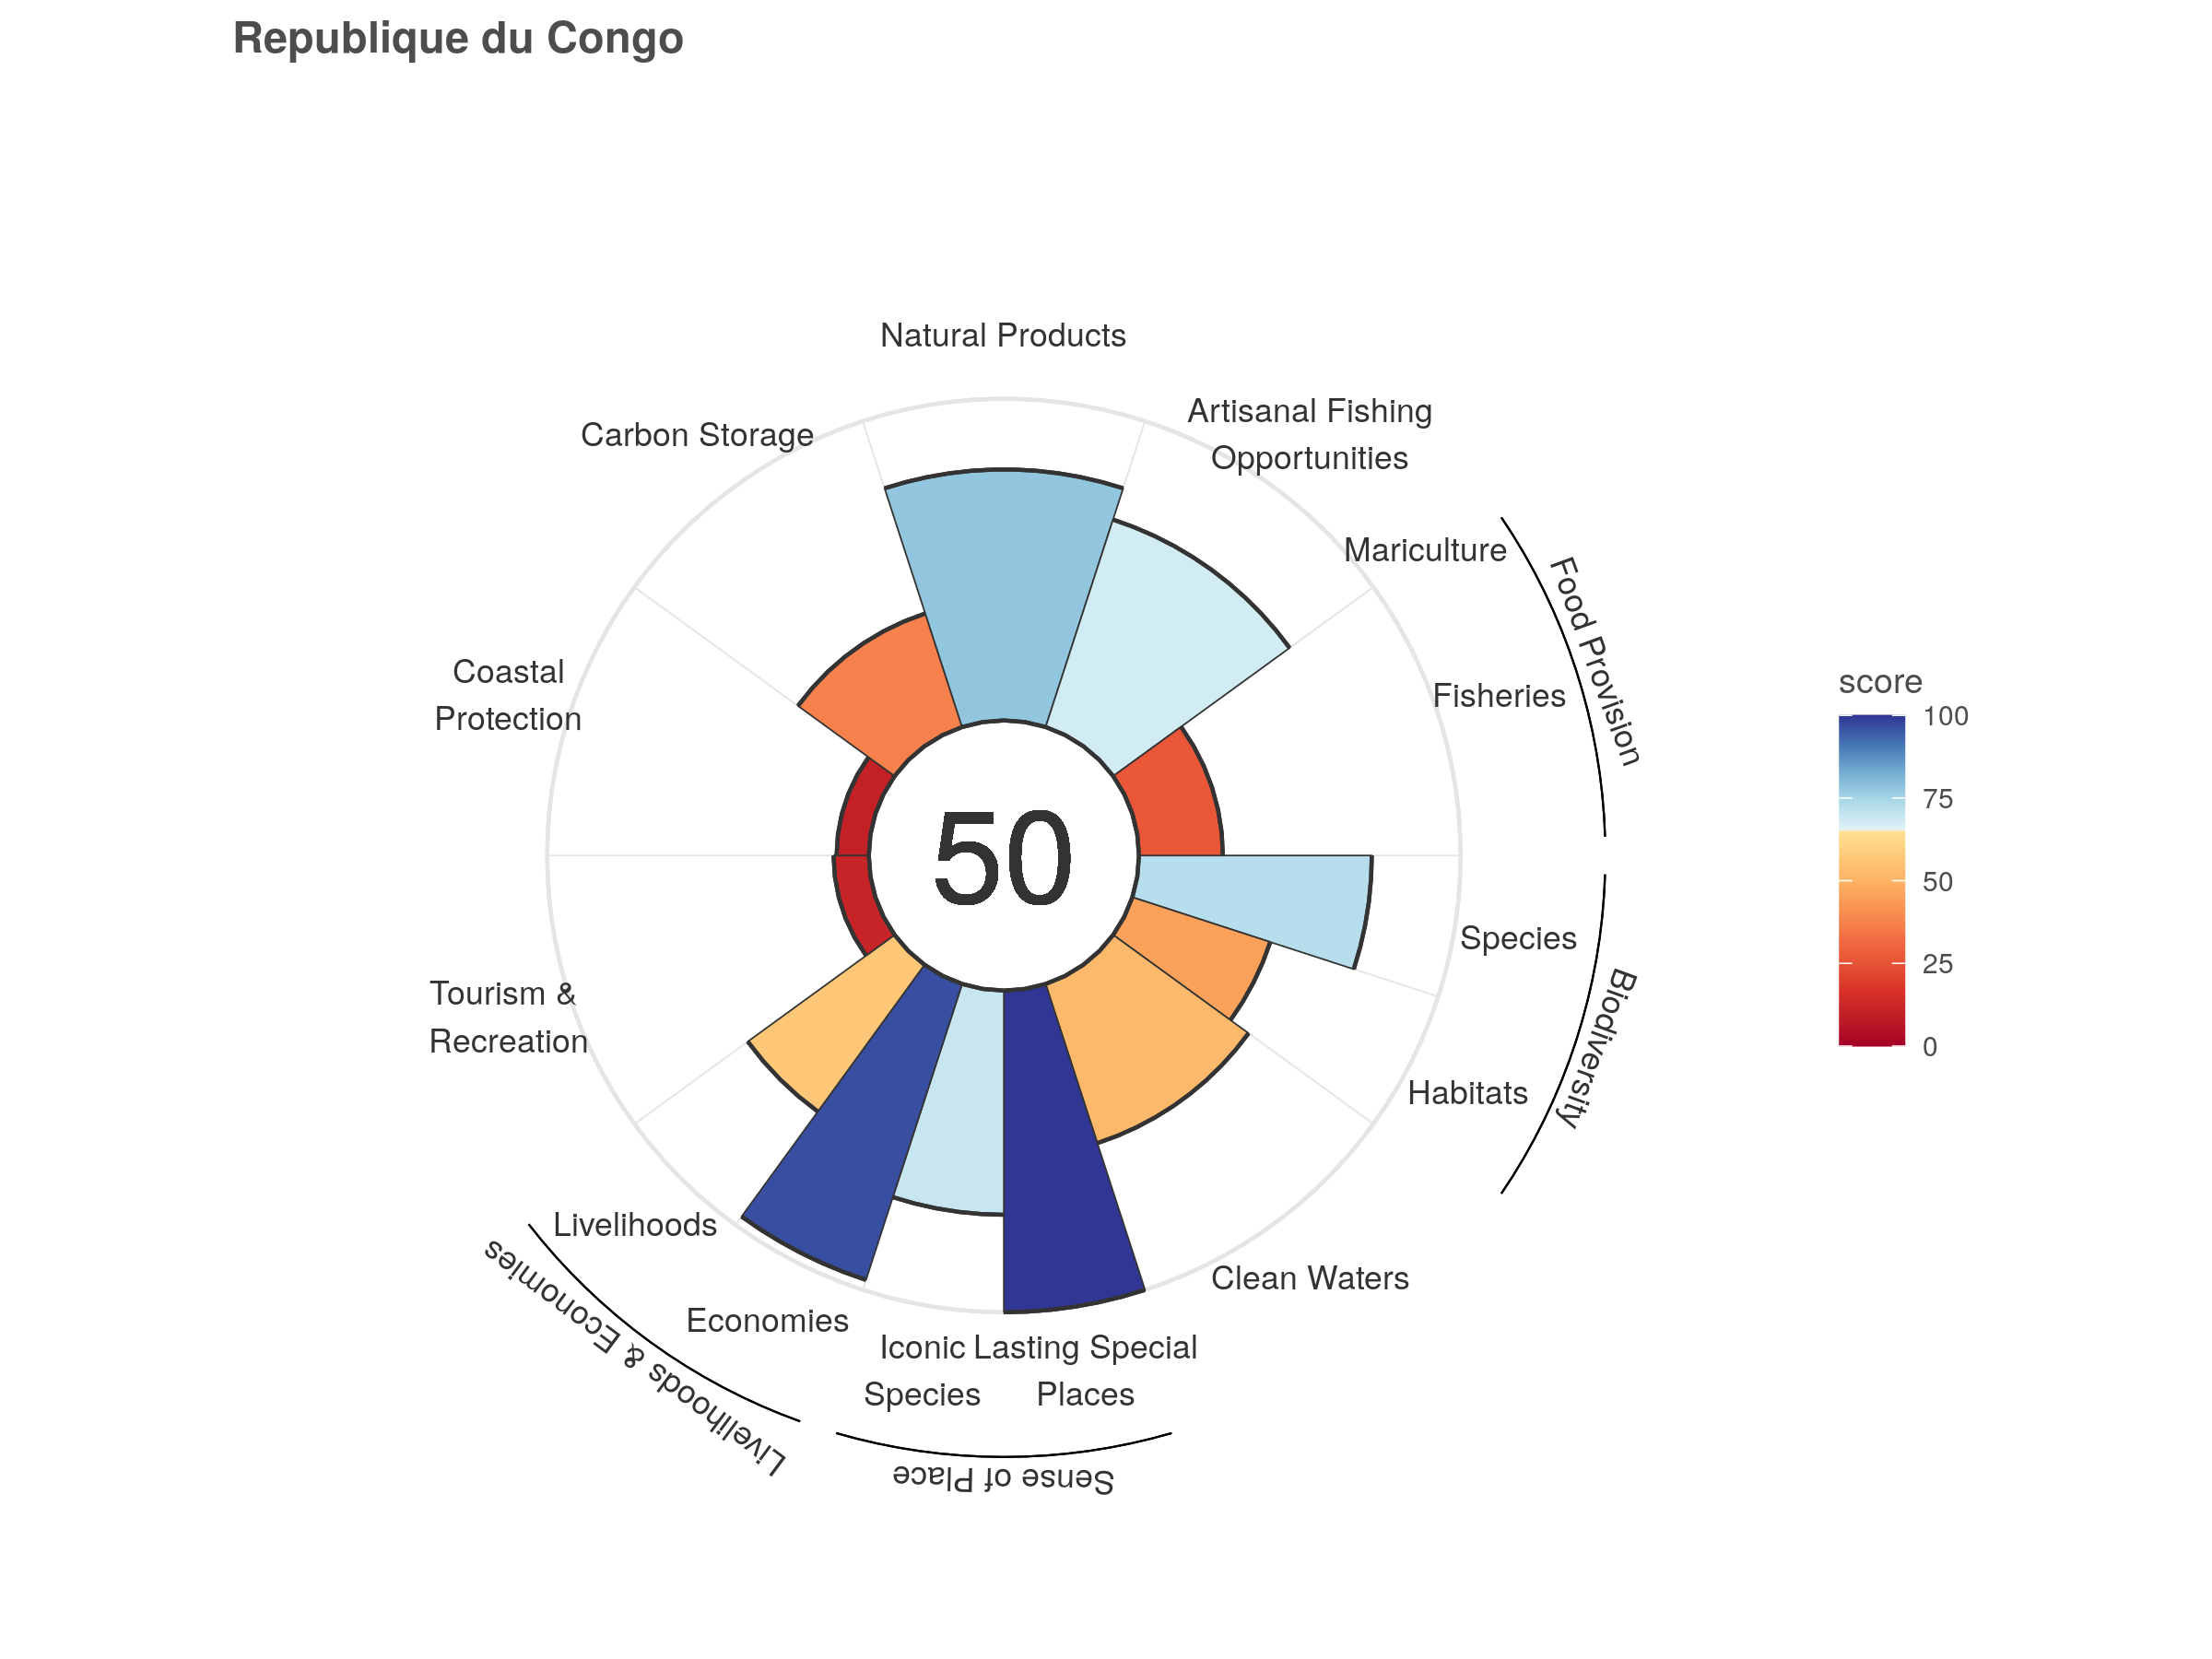 Republique du Congo
Natural Products
Artisanal Fishing
Opportunities
Carbon Storage
Mariculture
Food Provision
Fisheries
Coastal
Protection
score
100
75
50
25
0
50
Species
Biodiversity
Habitats
Tourism &
Recreation
Livelihoods
Livelihoods & Economies
Economies
Clean Waters
Iconic
Species
Lasting Special
Places
Sense of Place